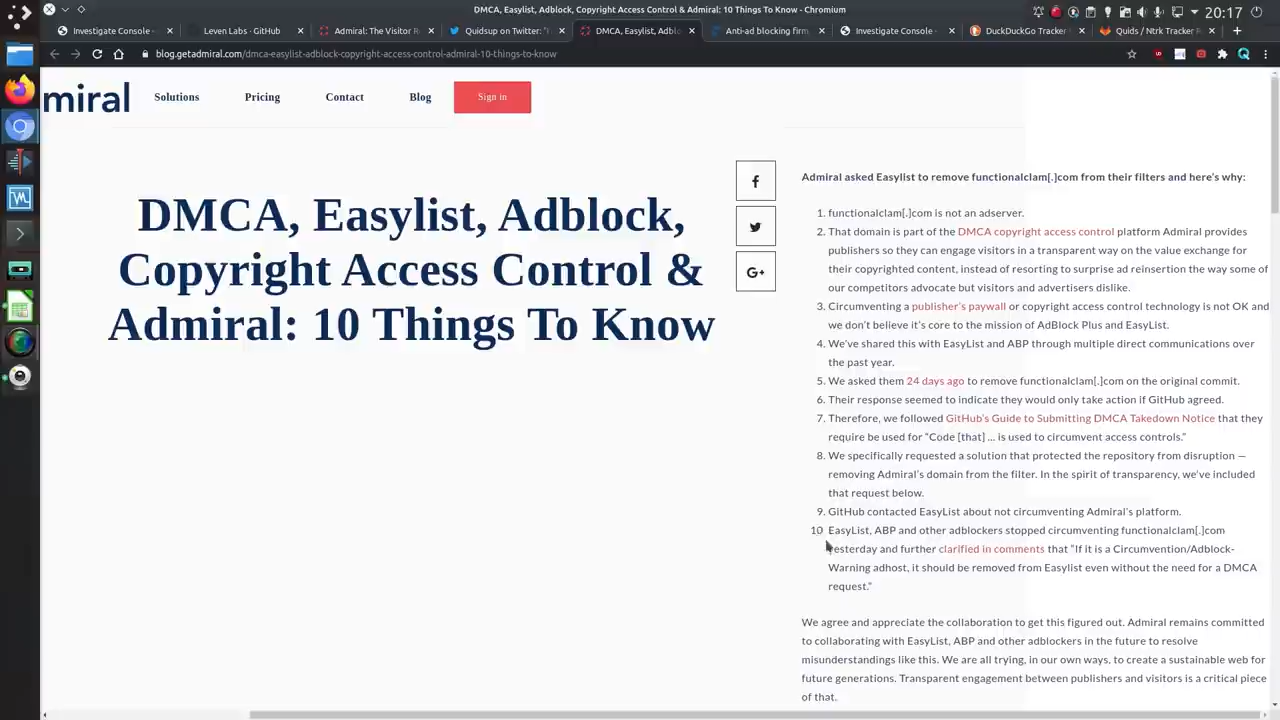 DMCA, Easylist, Adblock, Copyright Access Control & Admiral: 10 Things To Know - Chromium
20:17
Investigate Console
Leven Labs · GitHub
Admiral: The Visitor R
Quidsup on Twitter: "
DMCA, Easylist, Adblo
Anti-ad blocking firm
Investigate Console
DuckDuckGo Tracker
Quids / Ntrk Tracker
blog.getadmiral.com/dmca-easylist-adblock-copyright-access-control-admiral-10-things-to-know
miral
Solutions
Pricing
Contact
Blog
Sign in
DMCA, Easylist, Adblock,
Copyright Access Control &
Admiral: 10 Things To Know
Admiral asked Easylist to remove functionalclam[.]com from their filters and here's why:
1. functionalclam[.]com is not an adserver.
2. That domain is part of the DMCA copyright access control platform Admiral provides
publishers so they can engage visitors in a transparent way on the value exchange for
their copyrighted content, instead of resorting to surprise ad reinsertion the way some of
our competitors advocate but visitors and advertisers dislike.
3. Circumventing a publisher's paywall or copyright access control technology is not OK and
we don't believe it's core to the mission of AdBlock Plus and EasyList.
4. We've shared this with EasyList and ABP through multiple direct communications over
the past year.
5. We asked them 24 days ago to remove functionalclam[.]com on the original commit.
6. Their response seemed to indicate they would only take action if GitHub agreed.
7. Therefore, we followed GitHub's Guide to Submitting DMCA Takedown Notice that they
require be used for "Code [that] ... is used to circumvent access controls."
8. We specifically requested a solution that protected the repository from disruption —
removing Admiral's domain from the filter. In the spirit of transparency, we've included
that request below.
9. GitHub contacted EasyList about not circumventing Admiral's platform.
10 EasyList, ABP and other adblockers stopped circumventing functionalclam[.]com
yesterday and further clarified in comments that "If it is a Circumvention/Adblock-
Warning adhost, it should be removed from Easylist even without the need for a DMCA
request."
We agree and appreciate the collaboration to get this figured out. Admiral remains committed
to collaborating with EasyList, ABP and other adblockers in the future to resolve
misunderstandings like this. We are all trying, in our own ways, to create a sustainable web for
future generations. Transparent engagement between publishers and visitors is a critical piece
of that.